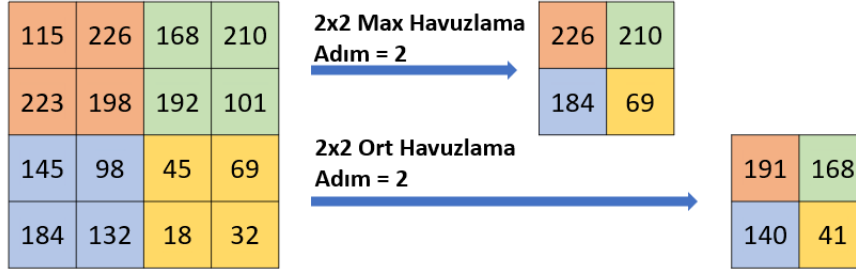 115 226 168 210
223 198 192 101
145 98 45 69
184 132 18 32
2x2 Max Havuzlama
Adım = 2
226 210
184 69
2x2 Ort Havuzlama
Adım = 2
191 168
140 41